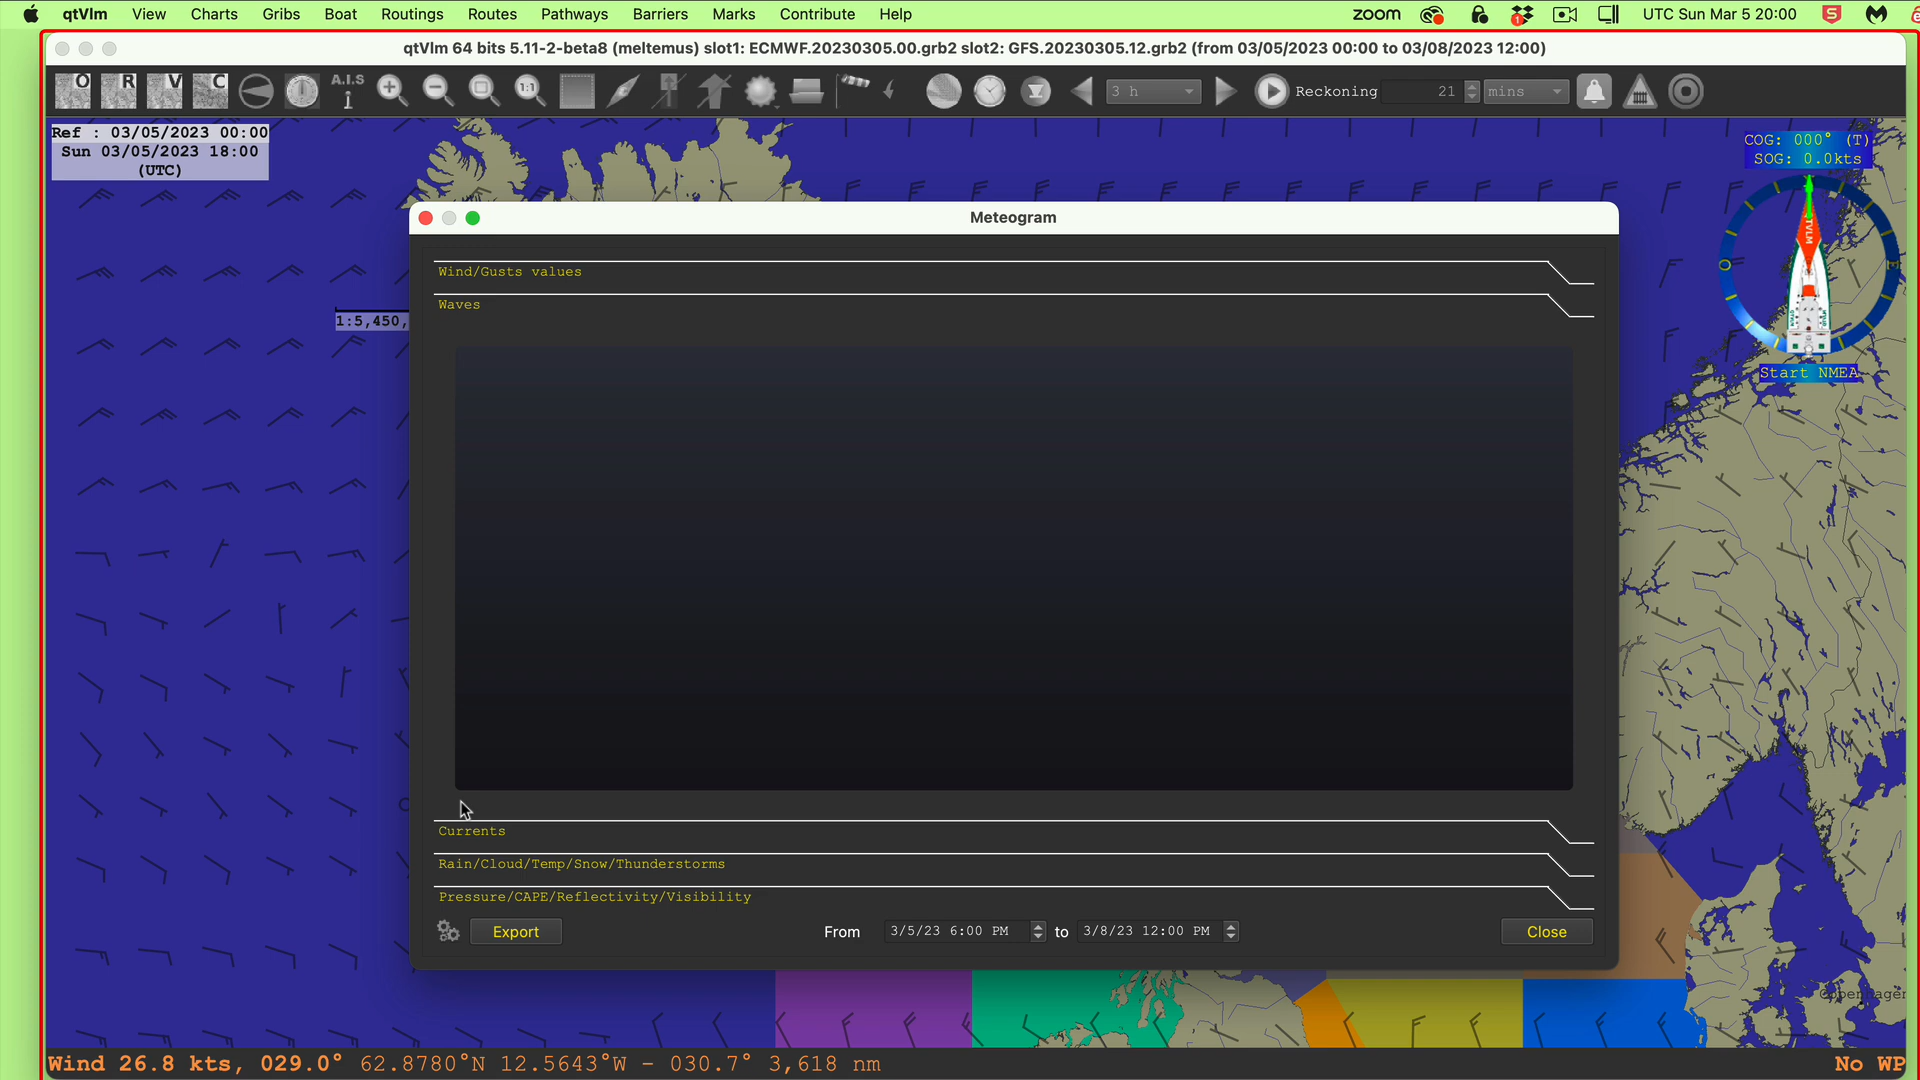 qtVlm View Charts Gribs Boat Routings Routes Pathways Barriers Marks Contribute Help zoom 1 UTC Sun Mar 5 20:00 S
qtVlm 64 bits 5.11-2-beta8 (meltemus) slot1: ECMWF.20230305.00.grb2 slot2: GFS.20230305.12.grb2 (from 03/05/2023 00:00 to 03/08/2023 12:00)
O R V C A.I.S 1:1 3 h Reckoning 21 mins
Ref : 03/05/2023 00:00
Sun 03/05/2023 18:00
(UTC)
COG: 000° (T)
SOG: 0.0kts
Meteogram
Wind/Gusts values
Waves
1:5,450,
QTVLM
Start NMEA
Currents
Rain/Cloud/Temp/Snow/Thunderstorms
Pressure/CAPE/Reflectivity/Visibility
Export From 3/5/23 6:00 PM to 3/8/23 12:00 PM Close
Copenhagen
Wind 26.8 kts, 029.0° 62.8780°N 12.5643°W - 030.7° 3,618 nm No WP